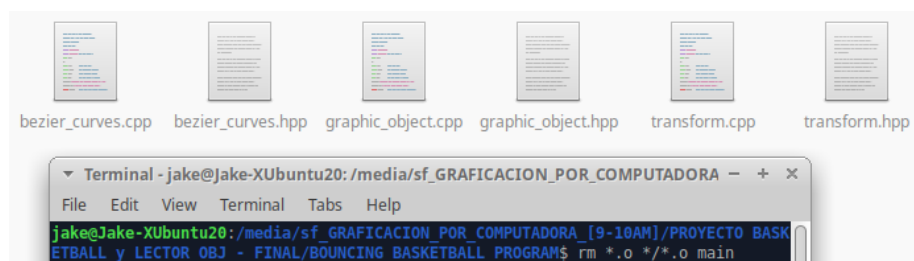 bezier_curves.cpp bezier_curves.hpp graphic_object.cpp graphic_object.hpp transform.cpp transform.hpp
Terminal - jake@Jake-XUbuntu20: /media/sf_GRAFICACION_POR_COMPUTADORA
File Edit View Terminal Tabs Help
jake@Jake-XUbuntu20:/media/sf_GRAFICACION_POR_COMPUTADORA_[9-10AM]/PROYECTO BASK
ETBALL y LECTOR OBJ - FINAL/BOUNCING BASKETBALL PROGRAM$ rm *.o */*.o main